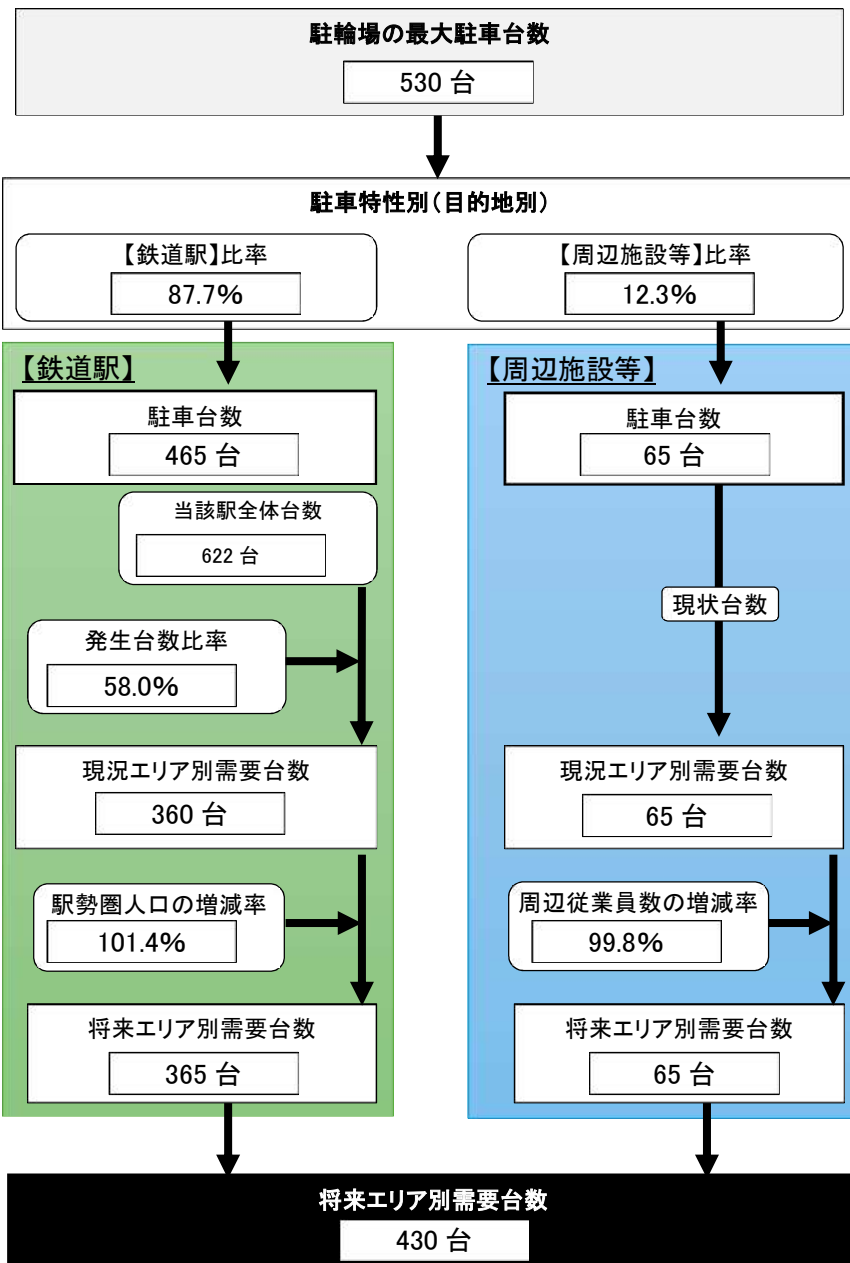 駐輪場の最大駐車台数
530 台
駐車特性別(目的地別)
【鉄道駅】比率
87.7%
【周辺施設等】比率
12.3%
【鉄道駅】
駐車台数
465 台
当該駅全体台数
622 台
発生台数比率
58.0%
現況エリア別需要台数
360 台
駅勢圏人口の増減率
101.4%
将来エリア別需要台数
365 台
【周辺施設等】
駐車台数
65 台
現状台数
現況エリア別需要台数
65 台
周辺従業員数の増減率
99.8%
将来エリア別需要台数
65 台
将来エリア別需要台数
430 台